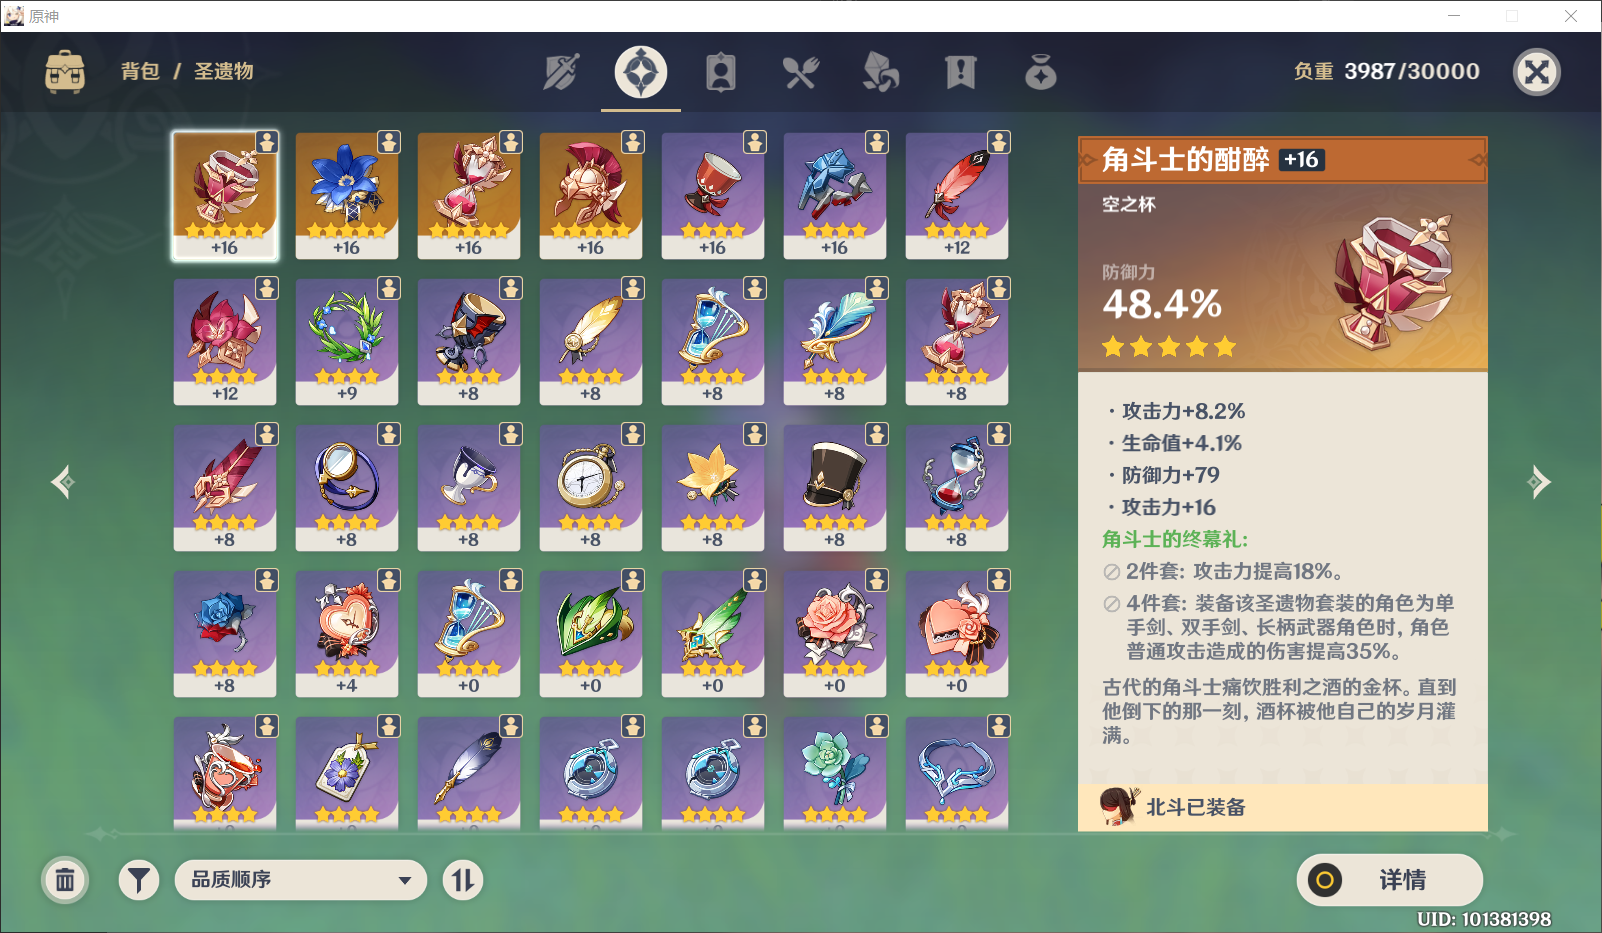 原神
背包 / 圣遗物
负重 3987/30000
+16 +16 +16 +16 +16 +16 +12
+12 +9 +8 +8 +8 +8 +8
+8 +8 +8 +8 +8 +8 +8
+8 +4 +0 +0 +0 +0 +0
角斗士的酣醉 +16
空之杯
防御力
48.4%
·攻击力+8.2%
·生命值+4.1%
·防御力+79
·攻击力+16
角斗士的终幕礼:
2件套: 攻击力提高18%。
4件套: 装备该圣遗物套装的角色为单
手剑、双手剑、长柄武器角色时, 角色
普通攻击造成的伤害提高35%。
古代的角斗士痛饮胜利之酒的金杯。直到
他倒下的那一刻, 酒杯被他自己的岁月灌
满。
北斗已装备
品质顺序
详情
UID: 101381398